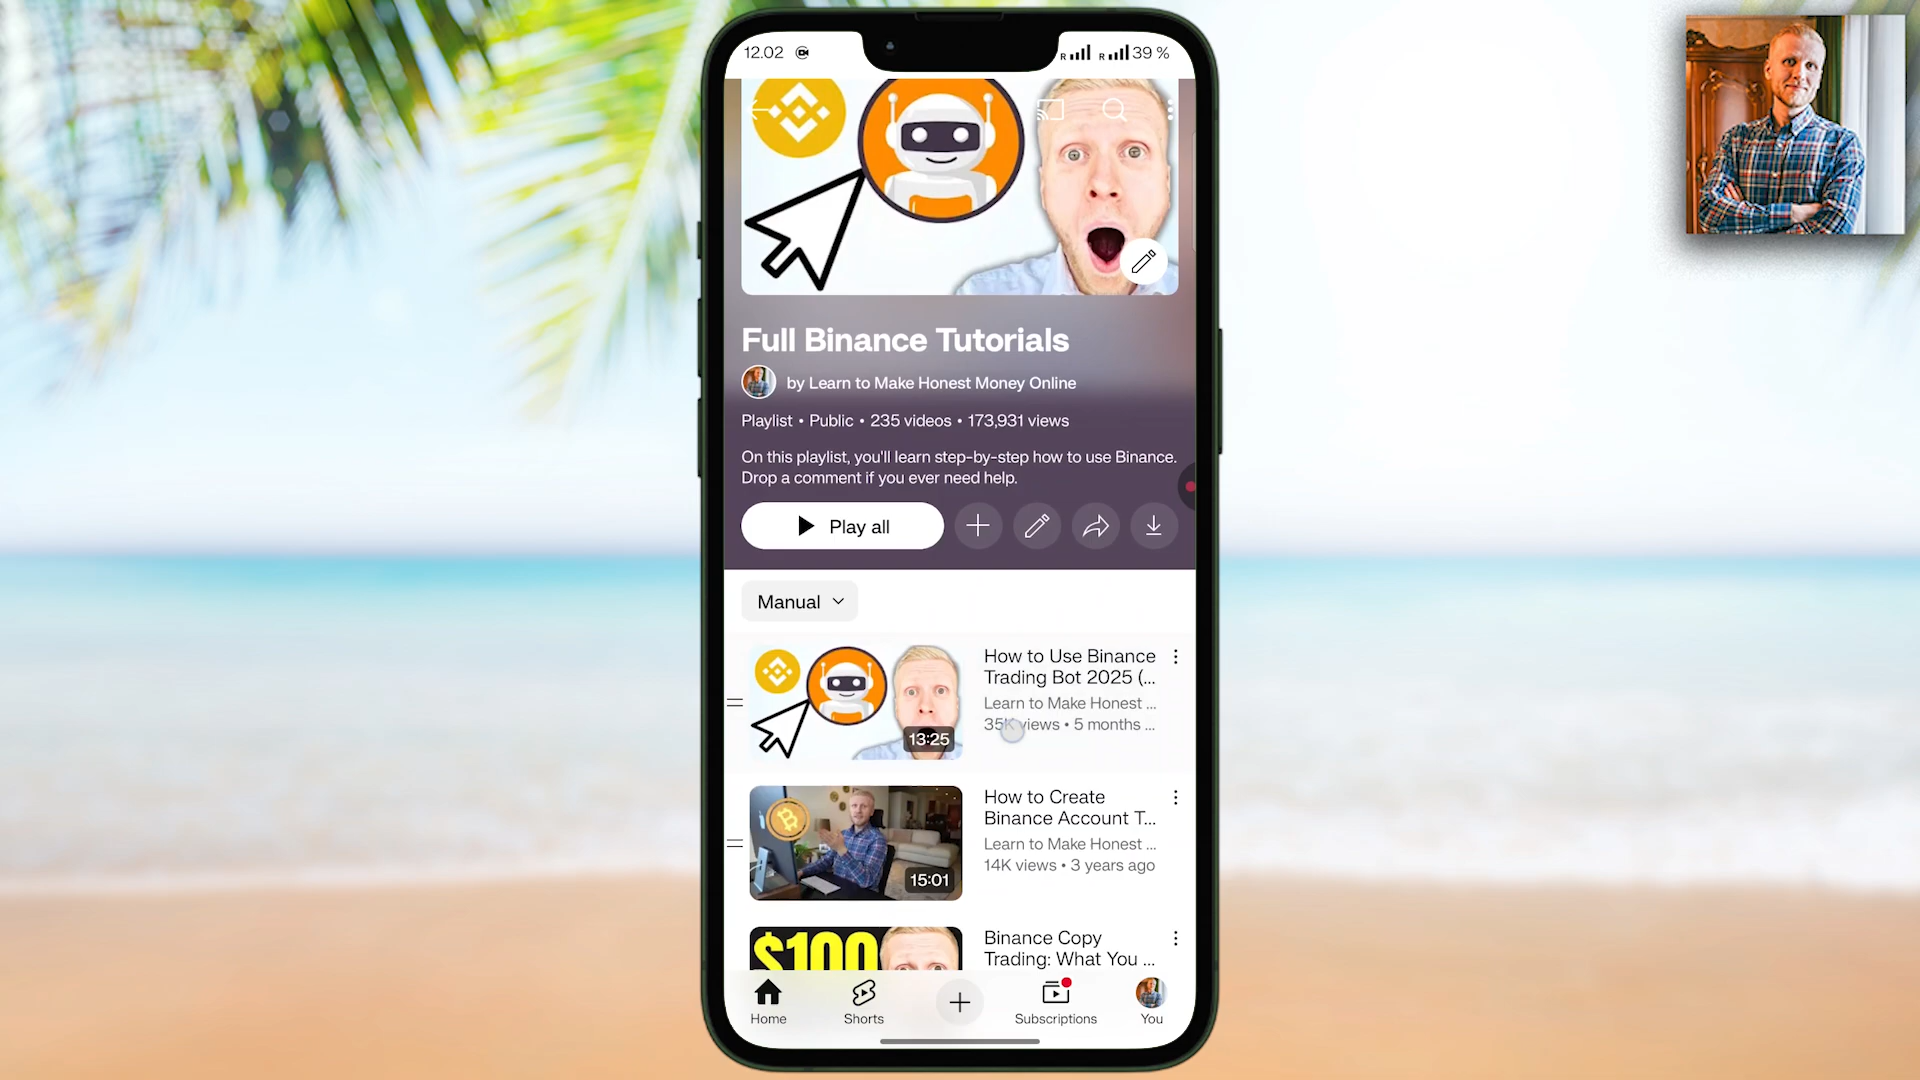 12.02
R R 39 %
Full Binance Tutorials
by Learn to Make Honest Money Online
Playlist • Public • 235 videos • 173,931 views
On this playlist, you'll learn step-by-step how to use Binance.
Drop a comment if you ever need help.
Play all
Manual
How to Use Binance
Trading Bot 2025 (...
Learn to Make Honest ...
35K views • 5 months ...
13:25
How to Create
Binance Account T...
Learn to Make Honest ...
14K views • 3 years ago
15:01
$100
Binance Copy
Trading: What You ...
Home
Shorts
Subscriptions
You